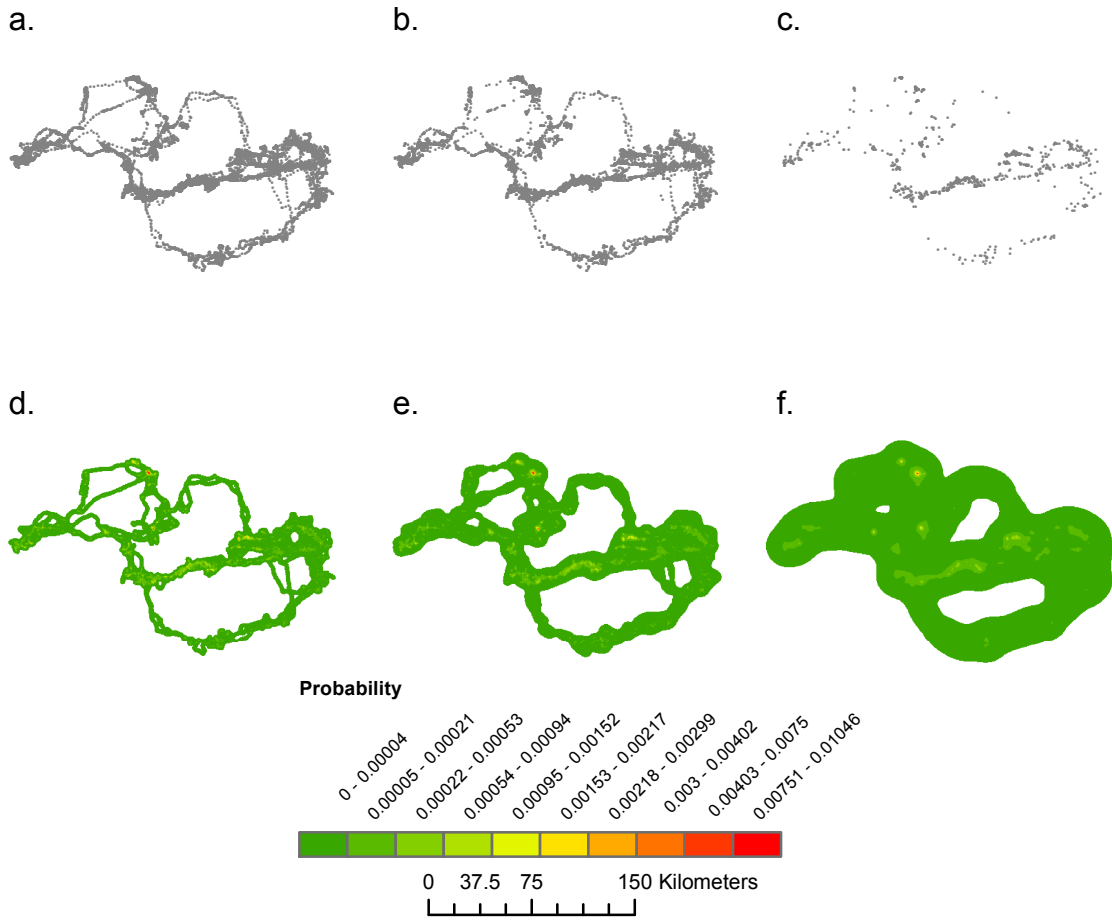 a.
b.
c.
d.
e.
f.
Probability
0 - 0.00004
0.00005 - 0.00021
0.00022 - 0.00053
0.00054 - 0.00094
0.00095 - 0.00152
0.00153 - 0.00217
0.00218 - 0.00299
0.003 - 0.00402
0.00403 - 0.0075
0.00751 - 0.01046
0 37.5 75 150 Kilometers